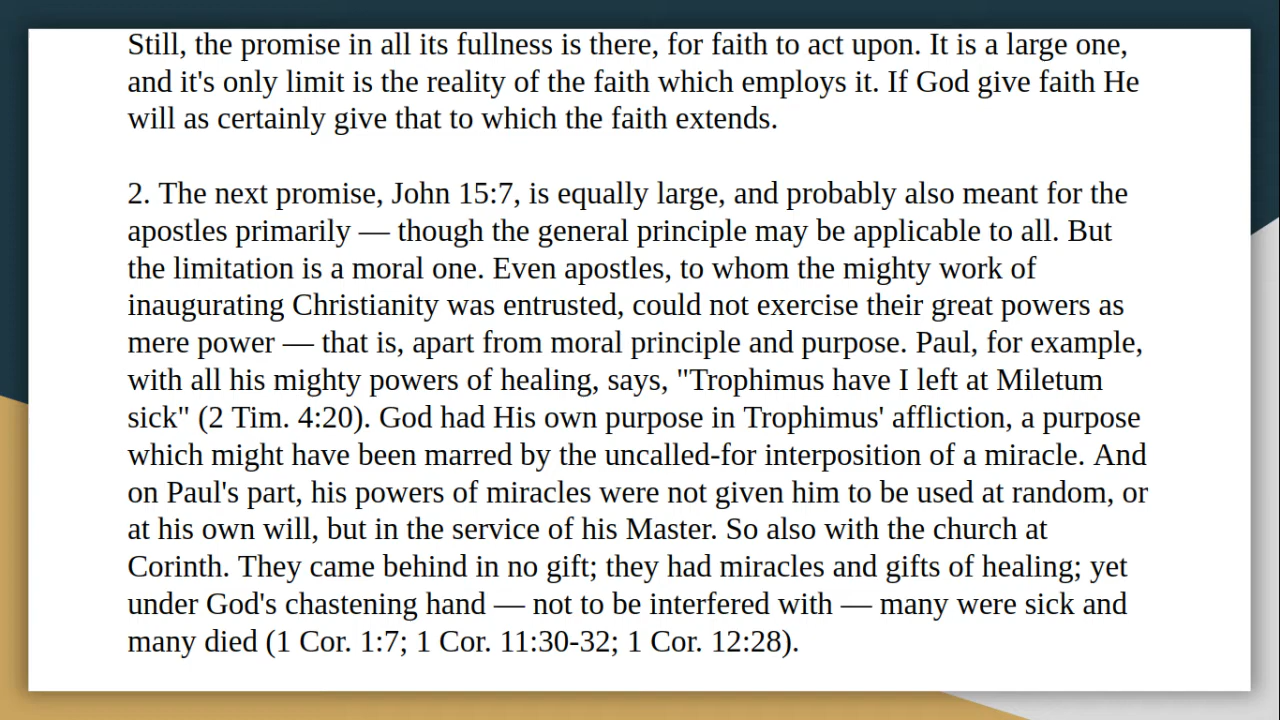 Still, the promise in all its fullness is there, for faith to act upon. It is a large one,
and it's only limit is the reality of the faith which employs it. If God give faith He
will as certainly give that to which the faith extends.
2. The next promise, John 15:7, is equally large, and probably also meant for the
apostles primarily — though the general principle may be applicable to all. But
the limitation is a moral one. Even apostles, to whom the mighty work of
inaugurating Christianity was entrusted, could not exercise their great powers as
mere power — that is, apart from moral principle and purpose. Paul, for example,
with all his mighty powers of healing, says, "Trophimus have I left at Miletum
sick" (2 Tim. 4:20). God had His own purpose in Trophimus' affliction, a purpose
which might have been marred by the uncalled-for interposition of a miracle. And
on Paul's part, his powers of miracles were not given him to be used at random, or
at his own will, but in the service of his Master. So also with the church at
Corinth. They came behind in no gift; they had miracles and gifts of healing; yet
under God's chastening hand — not to be interfered with — many were sick and
many died (1 Cor. 1:7; 1 Cor. 11:30-32; 1 Cor. 12:28).